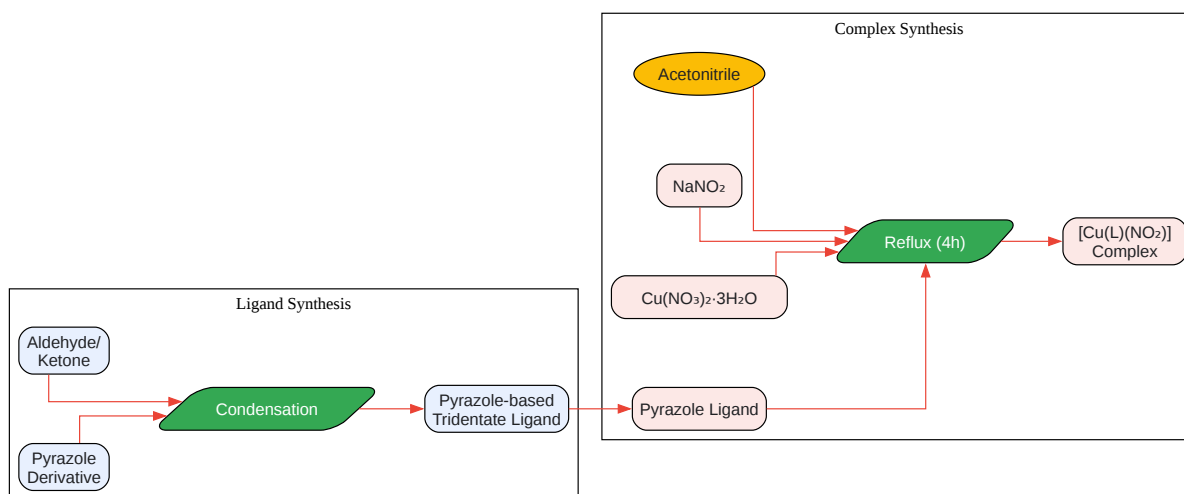 Complex Synthesis
Acetonitrile
NaNO₂
Reflux (4h)
[Cu(L)(NO₂)]
Complex
Cu(NO₃)₂·3H₂O
Pyrazole Ligand
Ligand Synthesis
Aldehyde/
Ketone
Condensation
Pyrazole-based
Tridentate Ligand
Pyrazole
Derivative